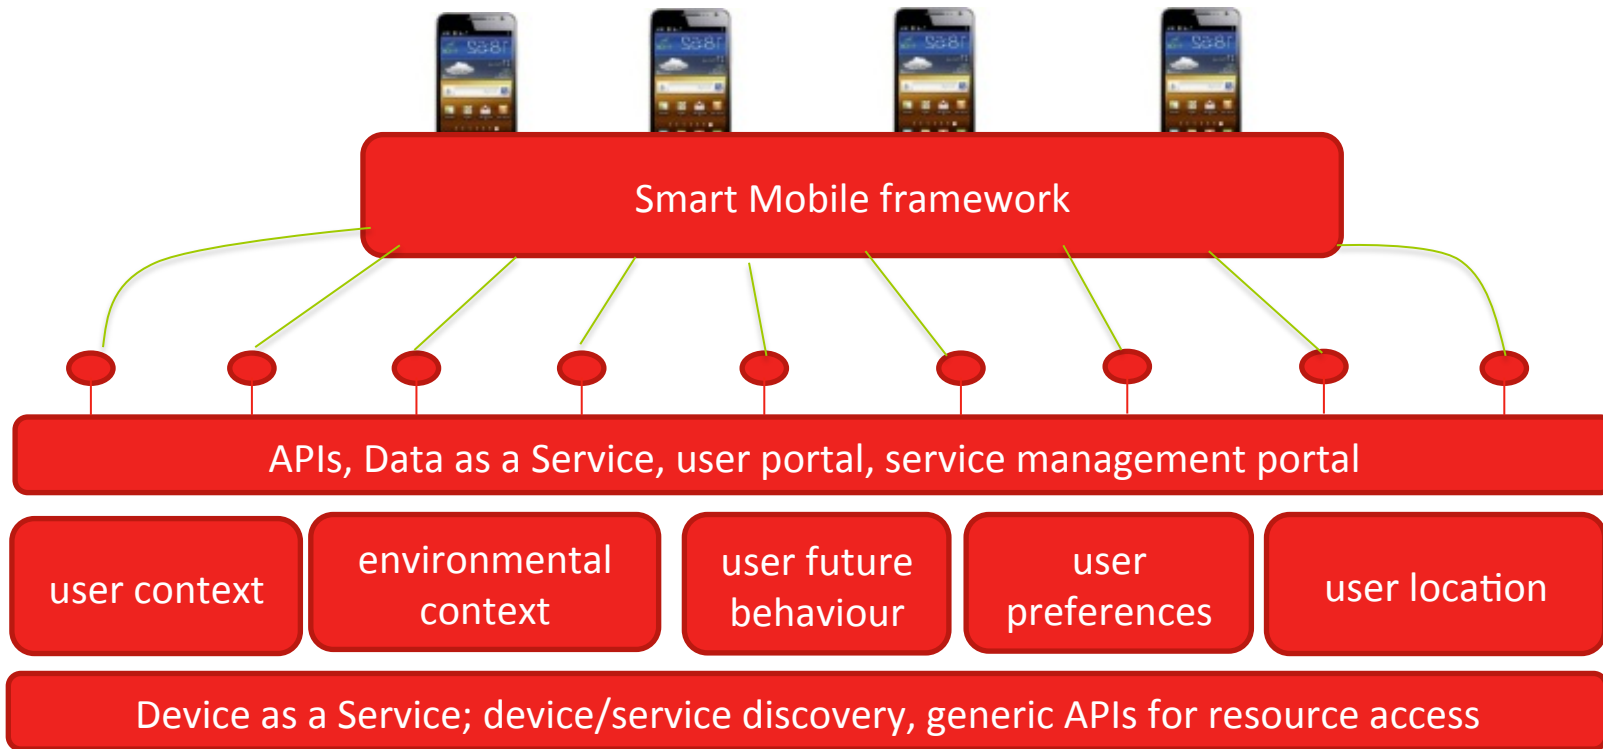 Smart Mobile framework
APIs, Data as a Service, user portal, service management portal
user context
environmental
context
user future
behaviour
user
preferences
user location
Device as a Service; device/service discovery, generic APIs for resource access